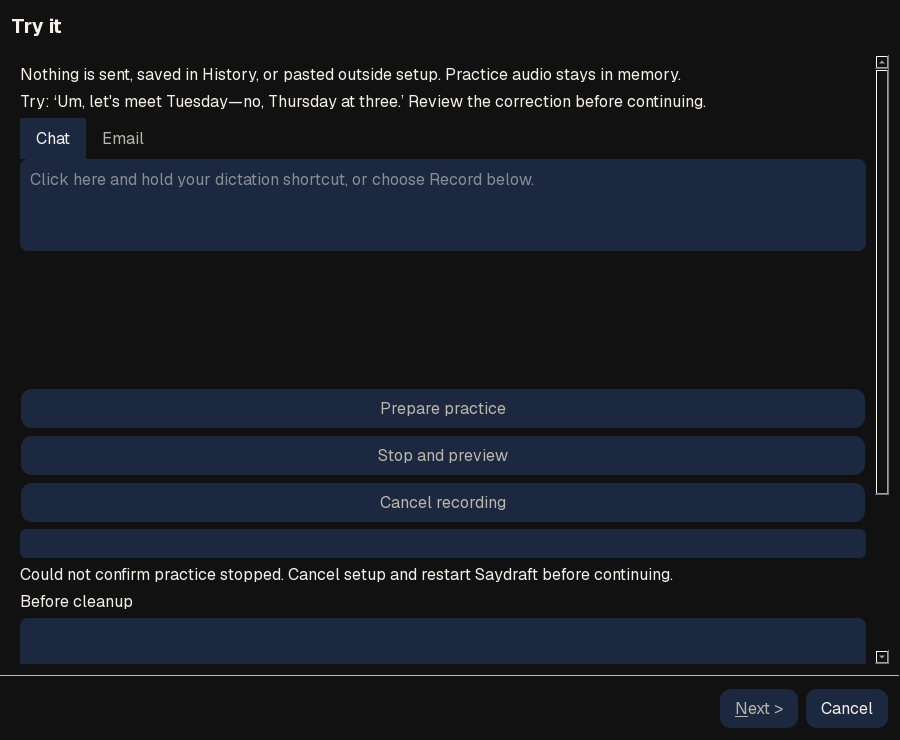 Try it
Nothing is sent, saved in History, or pasted outside setup. Practice audio stays in memory.
Try: ‘Um, let's meet Tuesday—no, Thursday at three.’ Review the correction before continuing.
Chat Email
Click here and hold your dictation shortcut, or choose Record below.
Prepare practice
Stop and preview
Cancel recording
Could not confirm practice stopped. Cancel setup and restart Saydraft before continuing.
Before cleanup
Next > Cancel